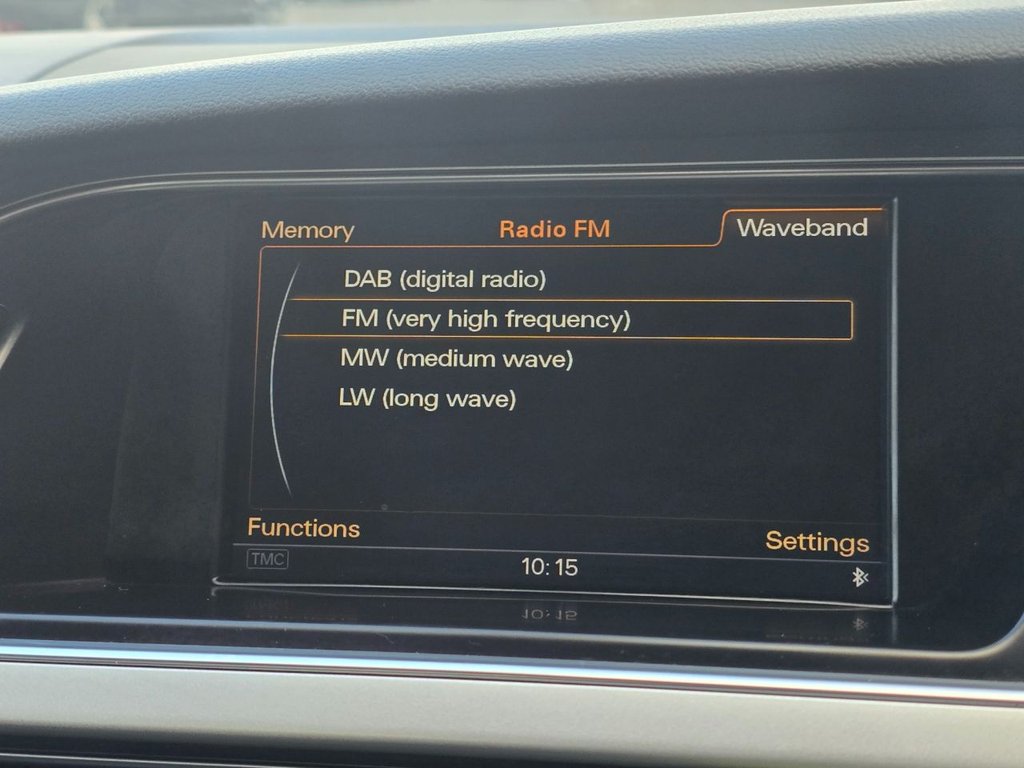 Memory Radio FM Waveband
DAB (digital radio)
FM (very high frequency)
MW (medium wave)
LW (long wave)
Functions Settings
TMC 10:15